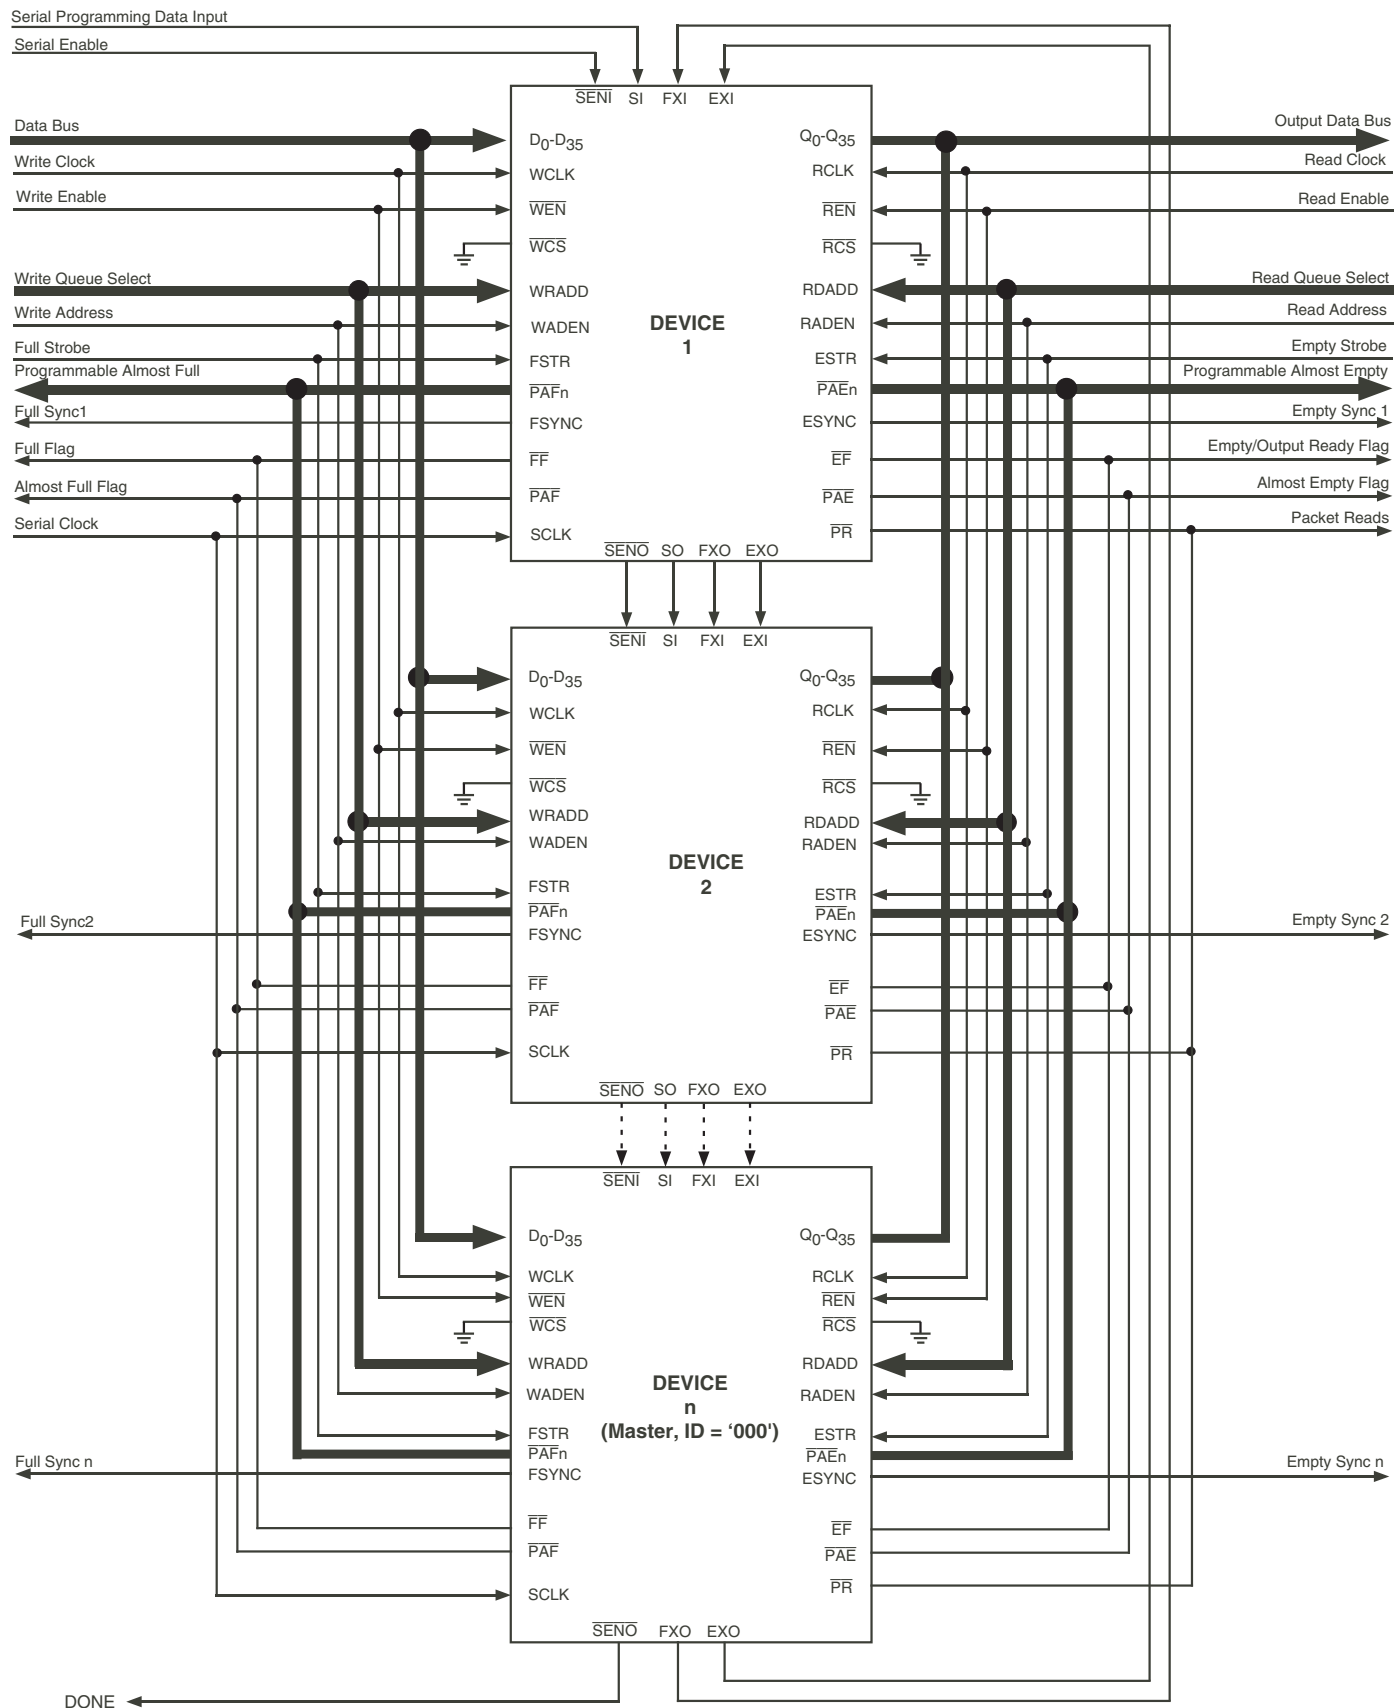 Serial Programming Data Input
Serial Enable
SENI SI FXI EXI
Data Bus
D0-D35
Q0-Q35
Output Data Bus
Write Clock
WCLK
RCLK
Read Clock
Write Enable
WEN
REN
Read Enable
WCS
RCS
Write Queue Select
WRADD
RDADD
Read Queue Select
Write Address
WADEN
DEVICE
1
RADEN
Read Address
Full Strobe
FSTR
ESTR
Empty Strobe
Programmable Almost Full
PAFn
PAEn
Programmable Almost Empty
Full Sync1
FSYNC
ESYNC
Empty Sync 1
Full Flag
FF
EF
Empty/Output Ready Flag
Almost Full Flag
PAF
PAE
Almost Empty Flag
Serial Clock
SCLK
PR
Packet Reads
SENO SO FXO EXO
SENI SI FXI EXI
D0-D35
Q0-Q35
WCLK
RCLK
WEN
REN
WCS
RCS
WRADD
RDADD
WADEN
RADEN
DEVICE
2
FSTR
ESTR
PAFn
PAEn
Full Sync2
FSYNC
ESYNC
Empty Sync 2
FF
EF
PAF
PAE
SCLK
PR
SENO SO FXO EXO
SENI SI FXI EXI
D0-D35
Q0-Q35
WCLK
RCLK
WEN
REN
WCS
RCS
WRADD
RDADD
WADEN
RADEN
DEVICE
n
(Master, ID = ‘000')
FSTR
ESTR
PAFn
PAEn
Full Sync n
FSYNC
ESYNC
Empty Sync n
FF
EF
PAF
PAE
SCLK
PR
SENO FXO EXO
DONE